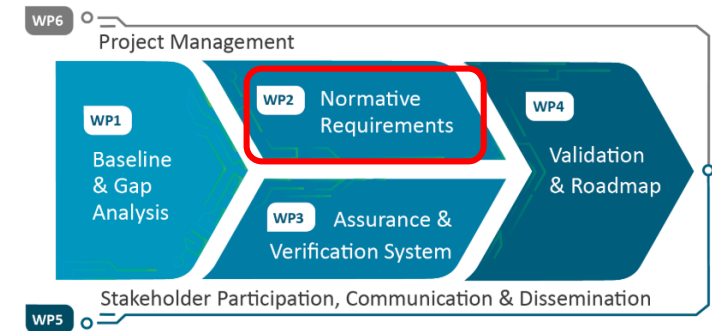 WP6
Project Management
WP1
Baseline
& Gap
Analysis
WP2
Normative
Requirements
WP3
Assurance &
Verification System
WP4
Validation
& Roadmap
Stakeholder Participation, Communication & Dissemination
WP5